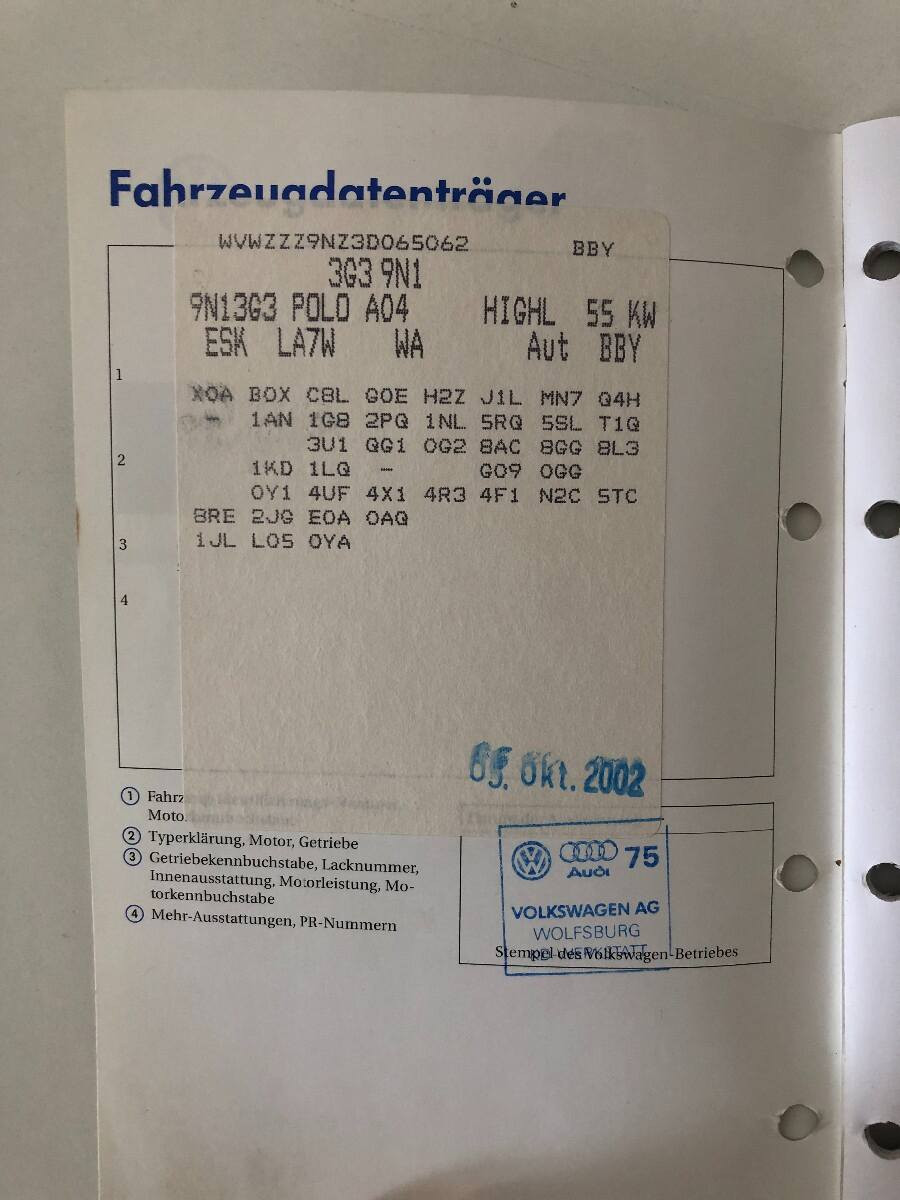 Fahrzeugdatenträger
WVWZZZ9NZ3D065062 BBY
3G3 9N1
9N13G3 POLO A04 HIGHL 55 KW
ESK LA7W WA Aut BBY
1
X0A B0X C8L G0E H2Z J1L MN7 Q4H
- 1AN 1G8 2PQ 1NL 5RQ 5SL T1Q
3U1 QG1 0G2 8AC 8GG 8L3
2
1KD 1LQ - G09 0GG
0Y1 4UF 4X1 4R3 4F1 N2C 5TC
8RE 2JG E0A 0AQ
3
1JL L05 0YA
4
Okt. 2002
1 Fahrz
Moto
2 Typerklärung, Motor, Getriebe
3 Getriebekennbuchstabe, Lacknummer,
Innenausstattung, Motorleistung, Mo-
torkennbuchstabe
4 Mehr-Ausstattungen, PR-Nummern
Audi 75
VOLKSWAGEN AG
WOLFSBURG
Stempel des Volkswagen-Betriebes